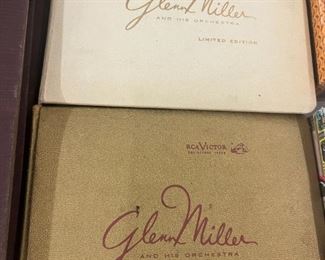 Glenn Miller
AND HIS ORCHESTRA
LIMITED EDITION
RCA VICTOR
Glenn Miller
AND HIS ORCHESTRA